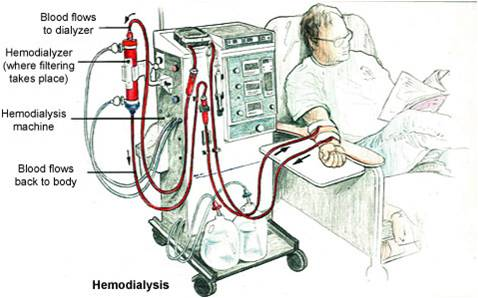 Blood flows
to dialyzer
Hemodialyzer
(where filtering
takes place)
Hemodialysis
machine
Blood flows
back to body
Hemodialysis